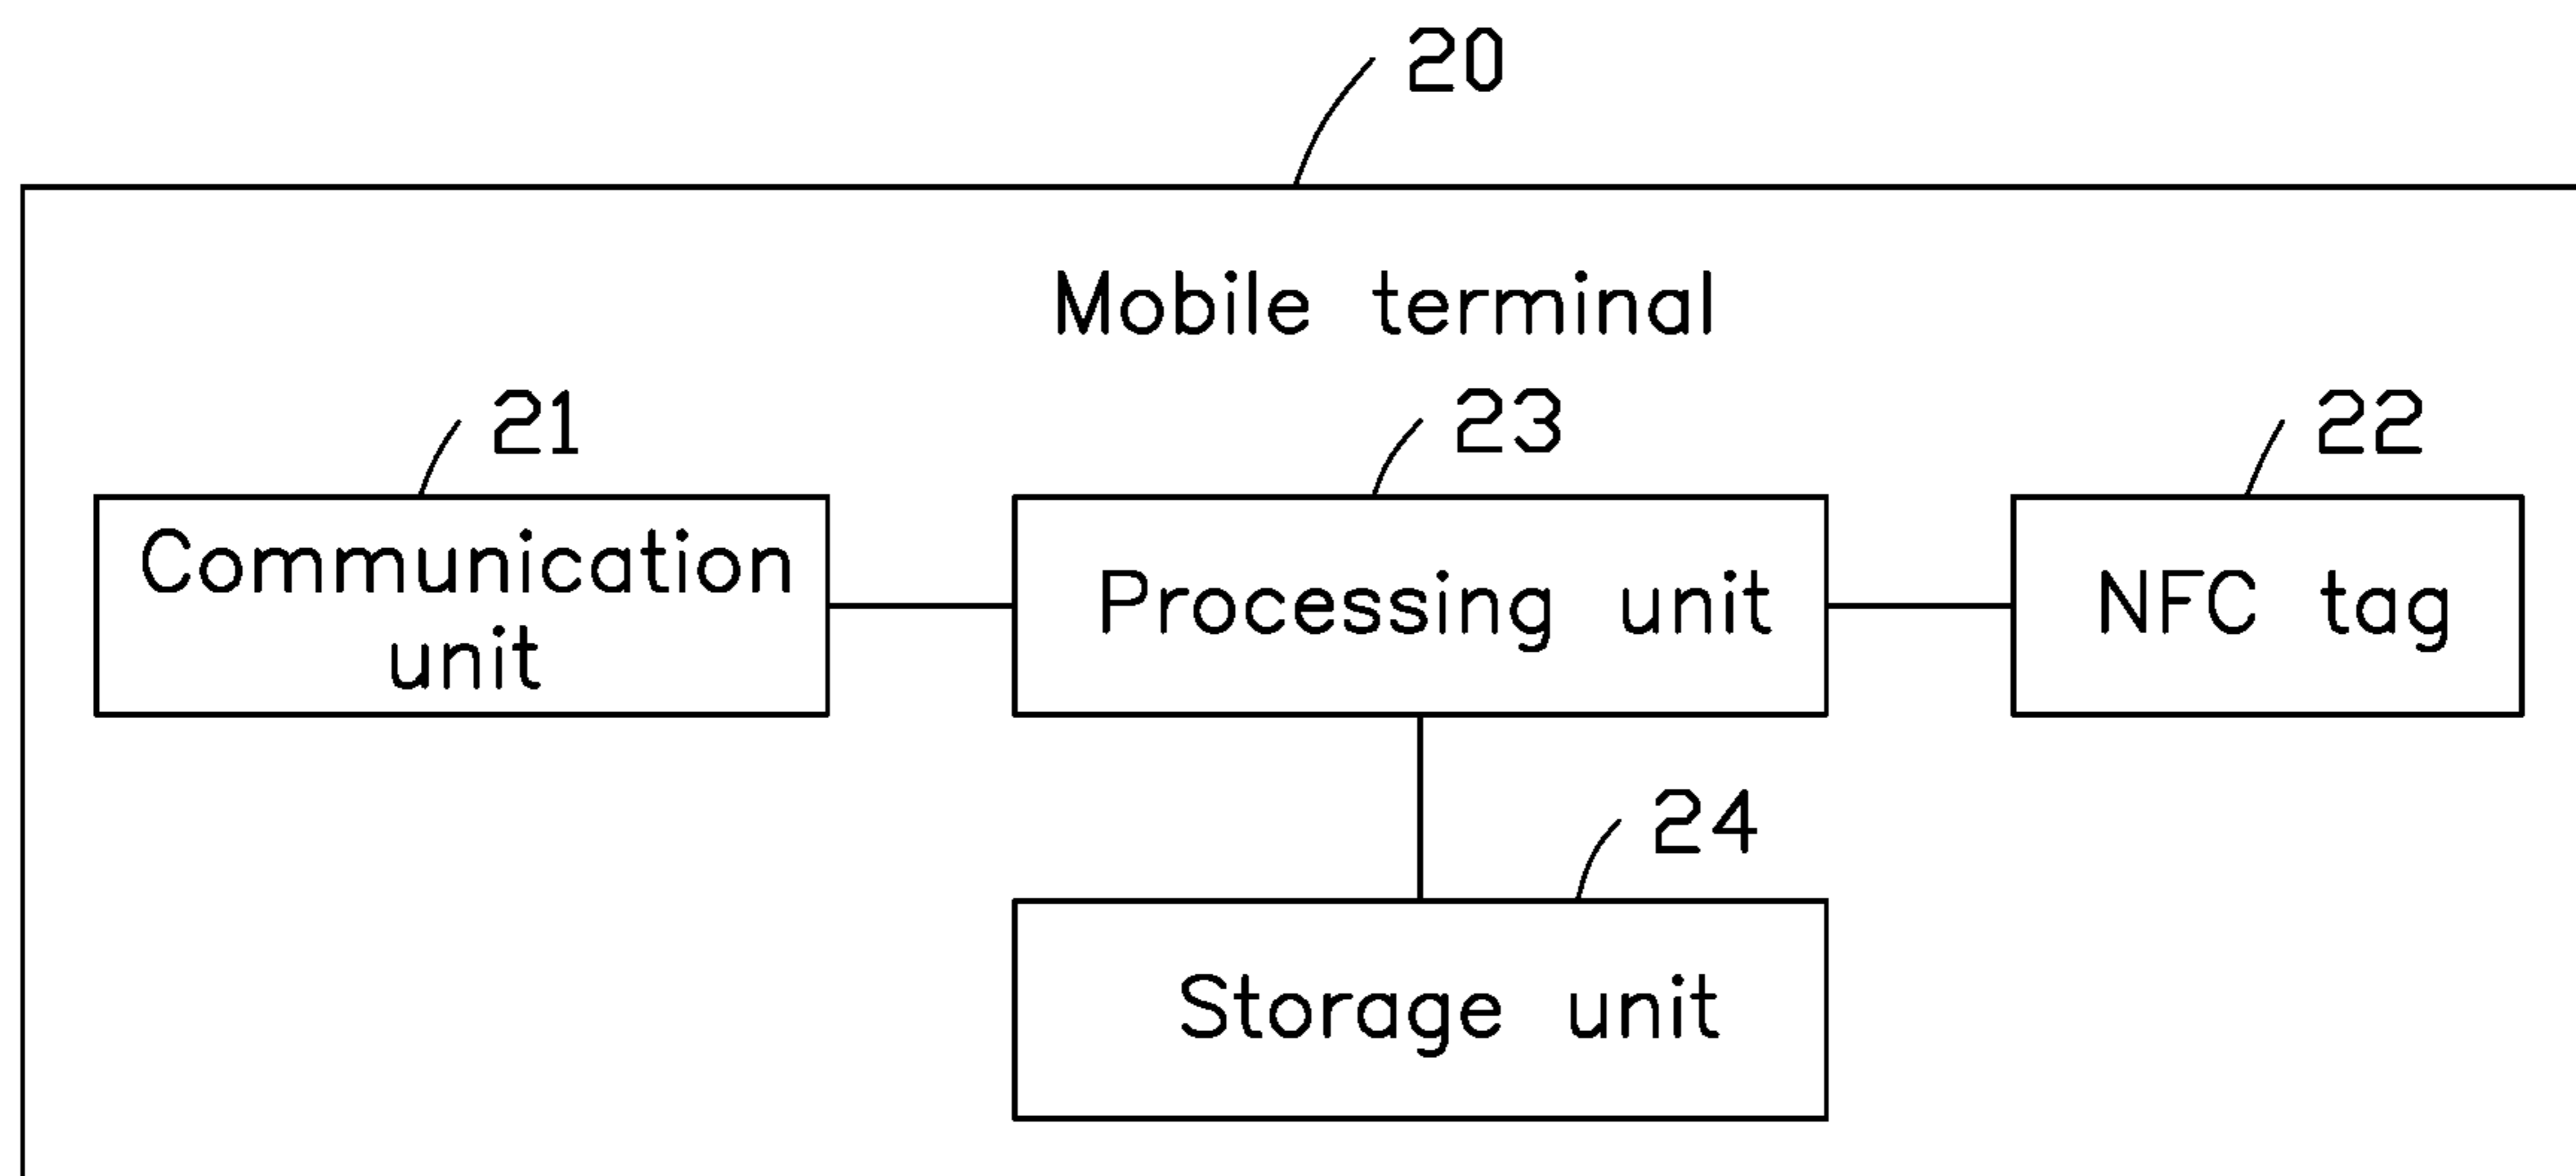 20
Mobile terminal
21
23
22
Communication
unit
Processing unit
NFC tag
24
Storage unit